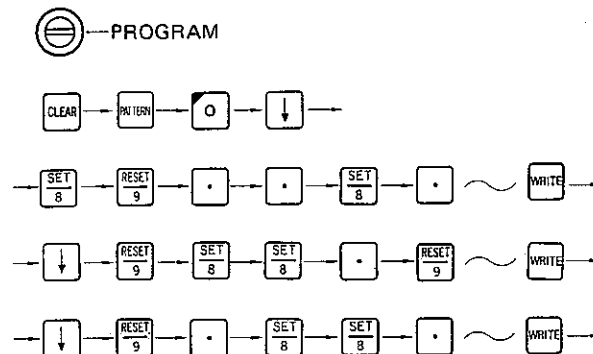 PROGRAM
CLEAR PATTERN 0 ↓
SET/8 RESET/9 . . SET/8 . WRITE
↓ RESET/9 SET/8 SET/8 . RESET/9 WRITE
↓ RESET/9 . SET/8 SET/8 . WRITE